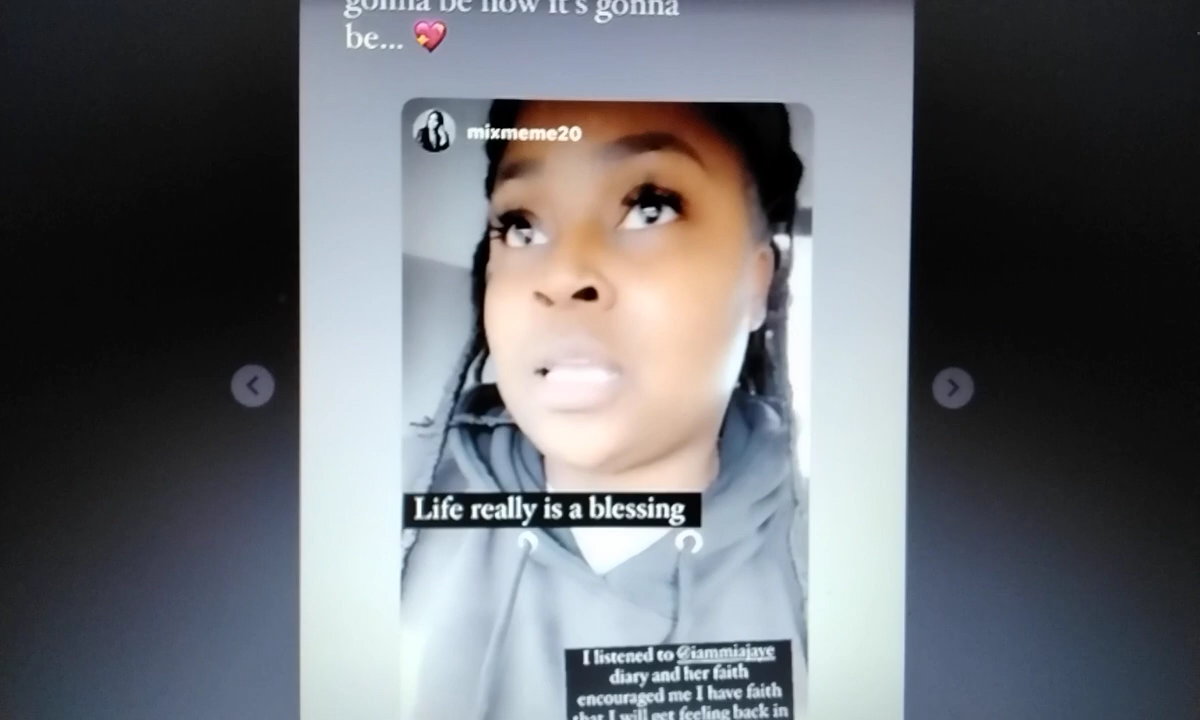 gonna be how it's gonna
be... 💖
mixmeme20
Life really is a blessing
I listened to @iammiajaye
diary and her faith
encouraged me I have faith
that I will get feeling back in